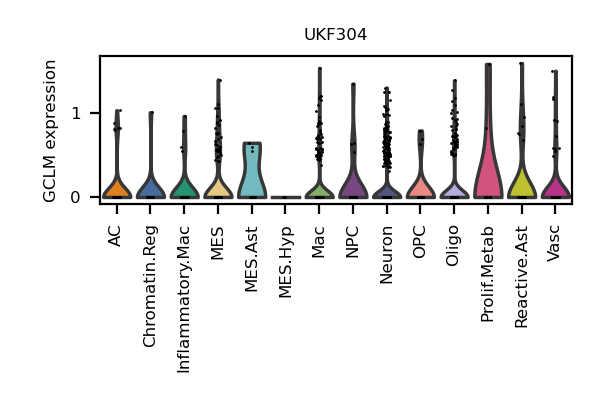 UKF304
GCLM expression
1
0
AC
Chromatin.Reg
Inflammatory.Mac
MES
MES.Ast
MES.Hyp
Mac
NPC
Neuron
OPC
Oligo
Prolif.Metab
Reactive.Ast
Vasc